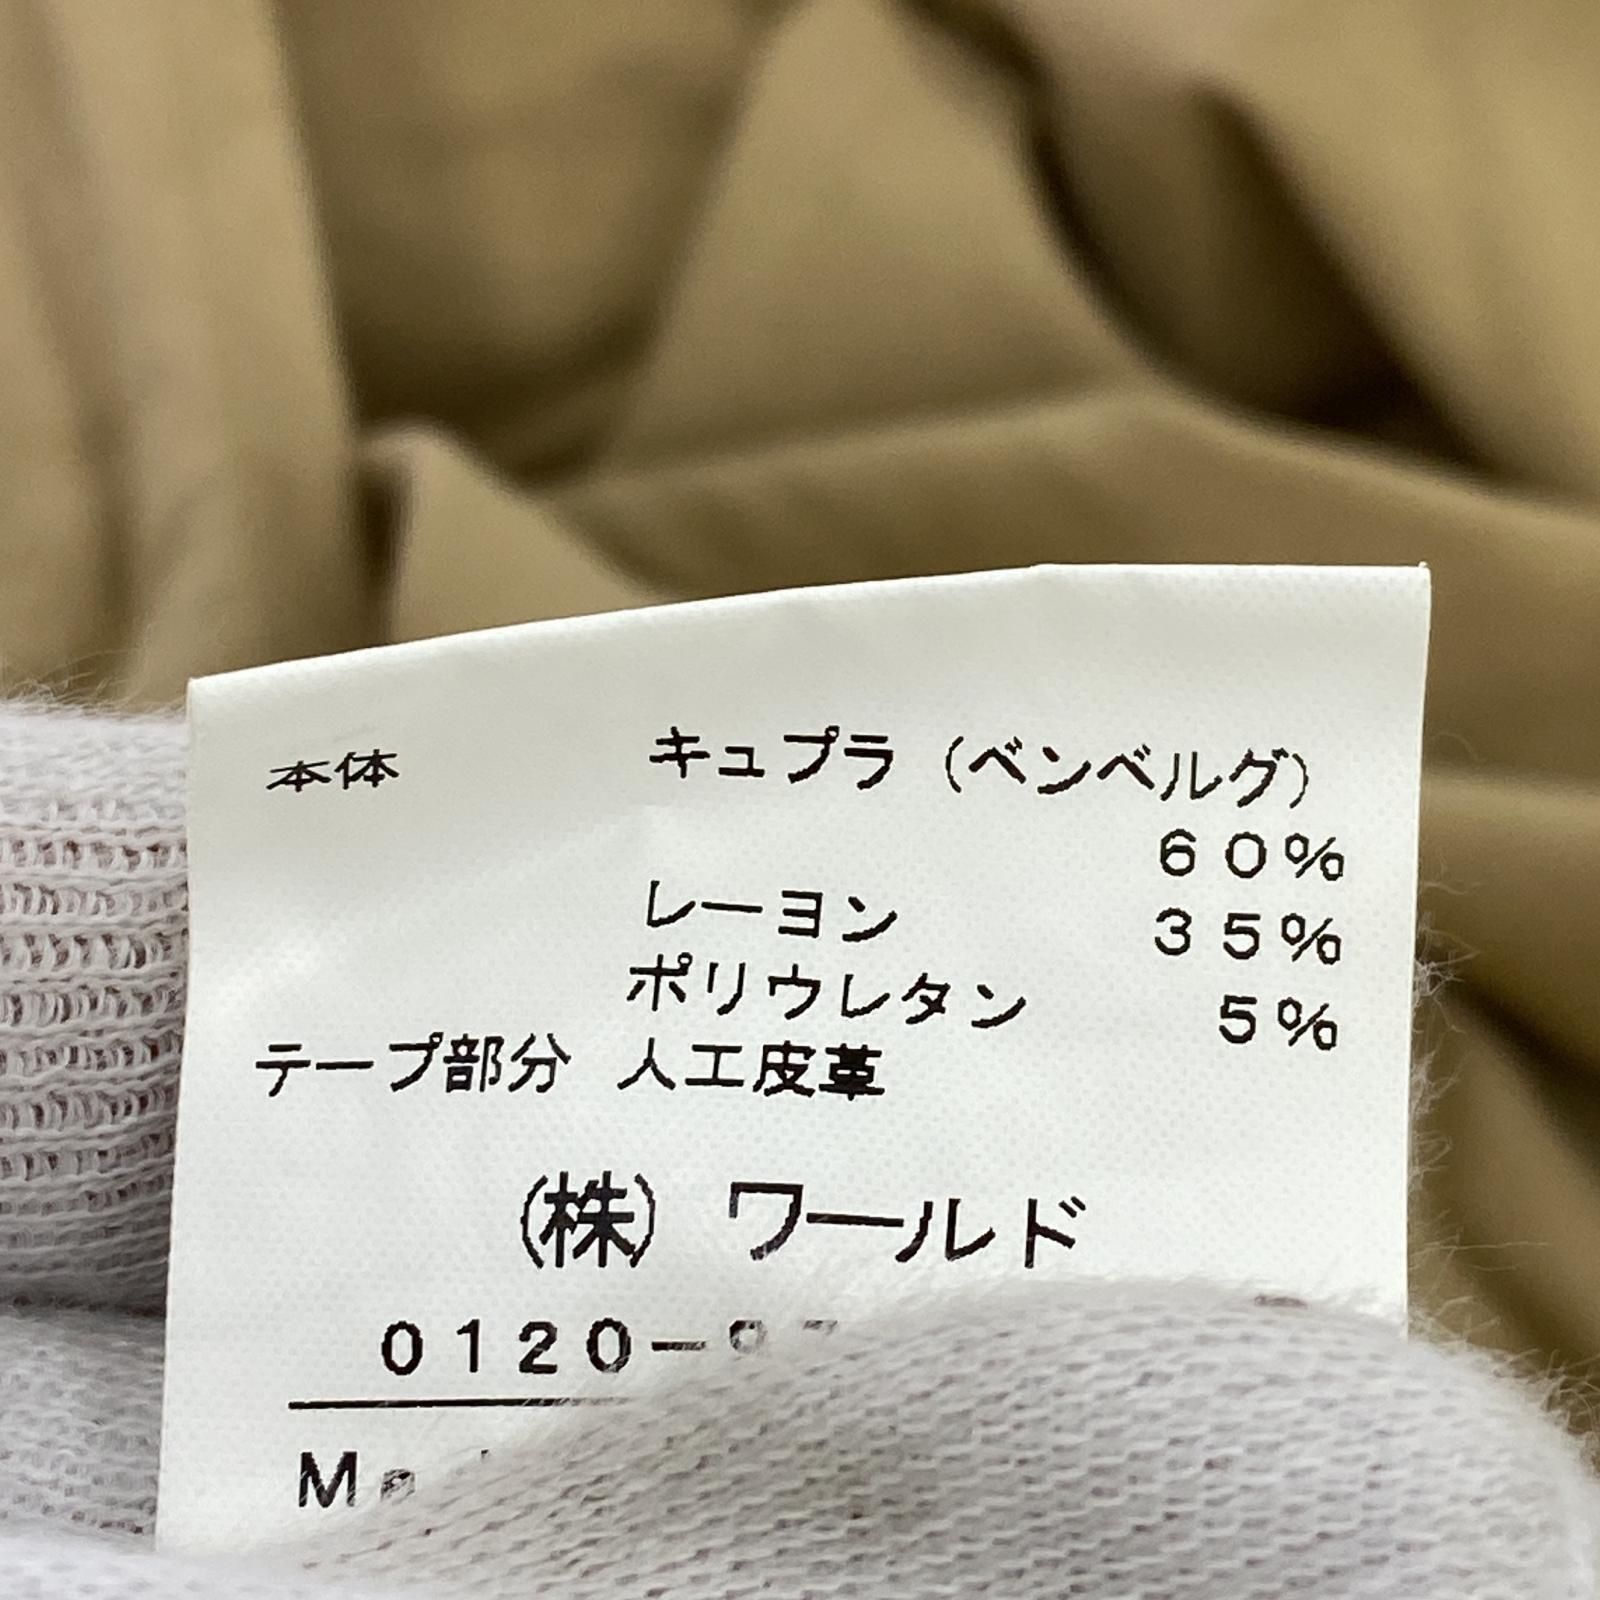 本体 キュプラ（ベンベルグ）
６０％
レーヨン ３５％
ポリウレタン ５％
テープ部分 人工皮革
（株） ワールド
０１２０－